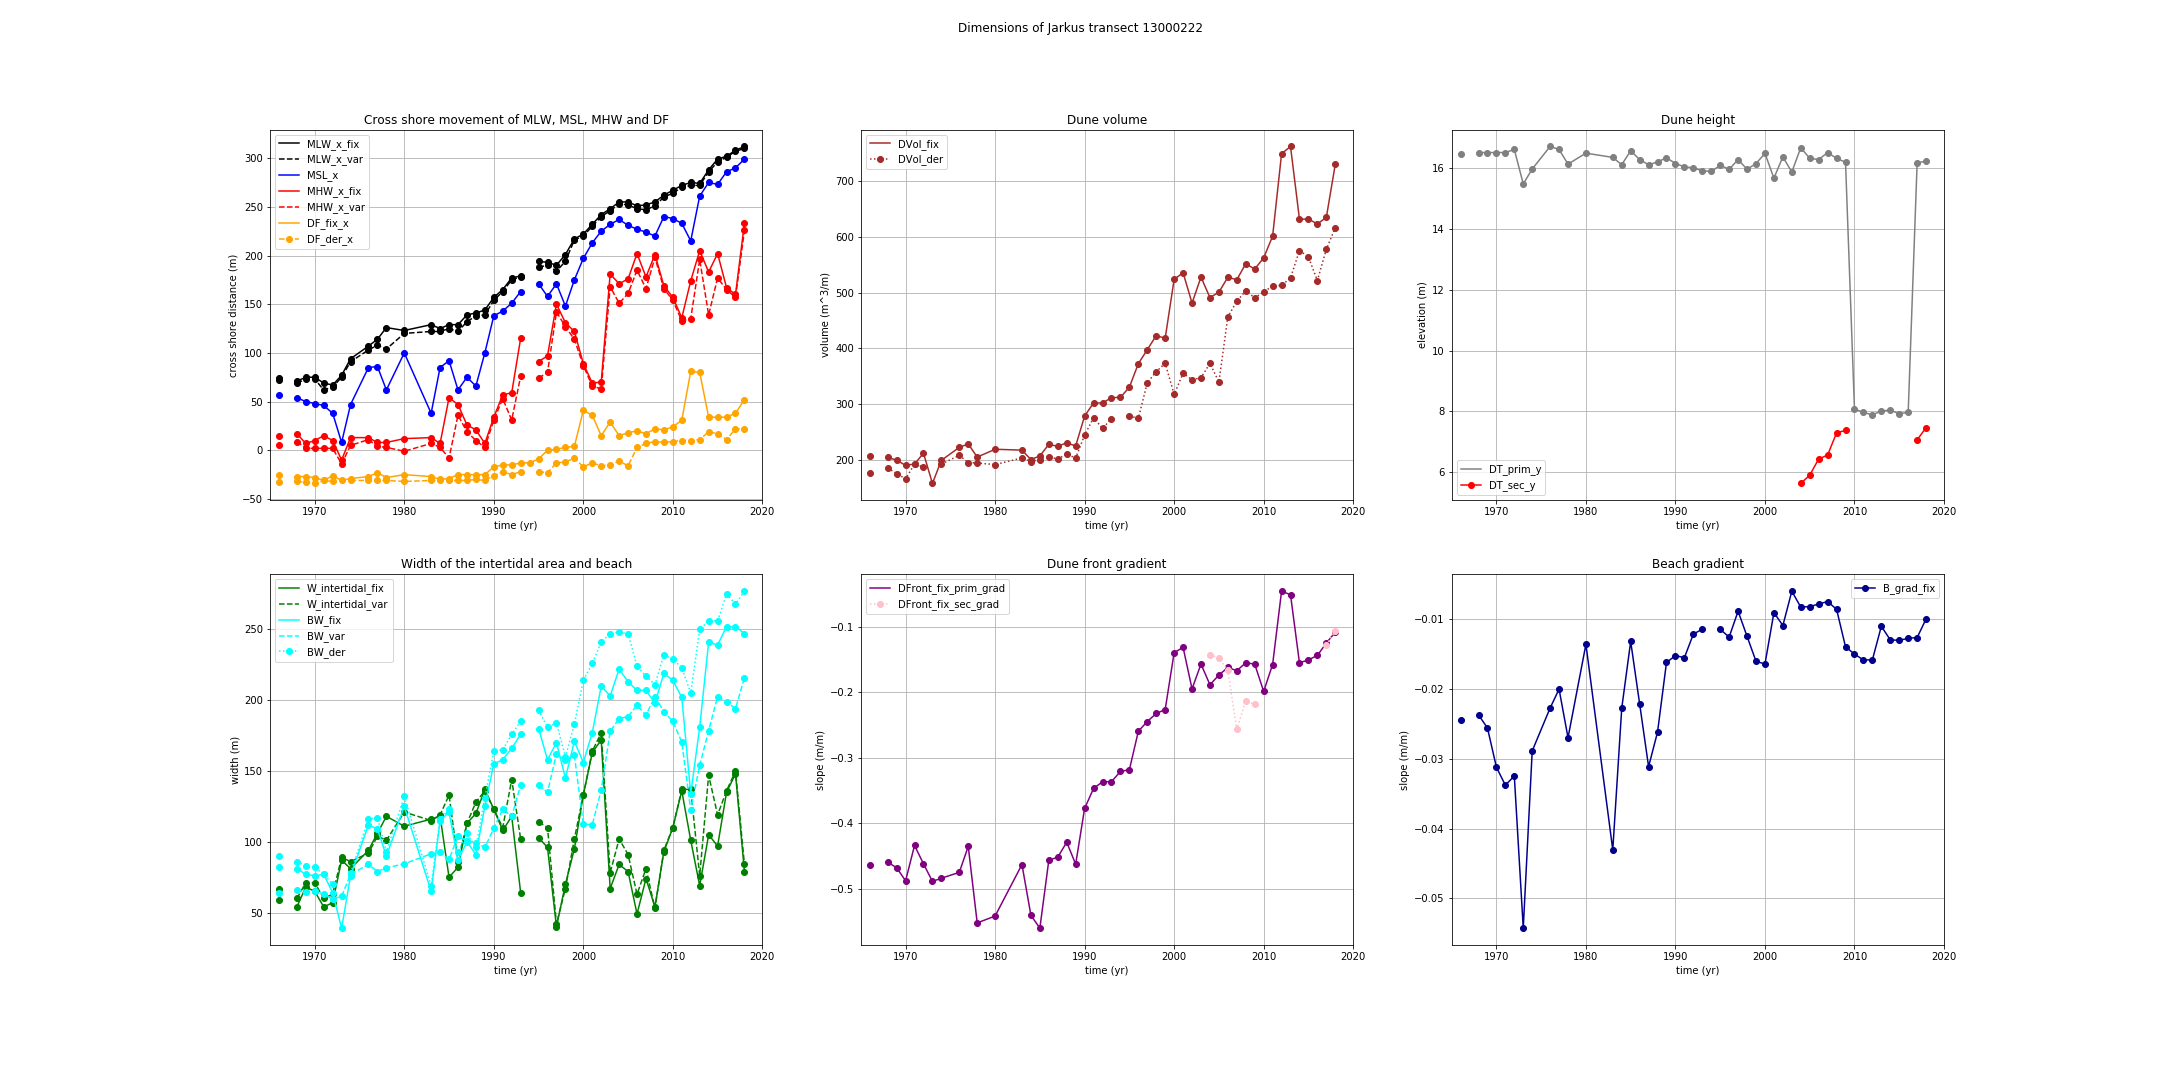 Dimensions of Jarkus transect 13000222
Cross shore movement of MLW, MSL, MHW and DF
MLW_x_fix
MLW_x_var
MSL_x
MHW_x_fix
MHW_x_var
DF_fix_x
DF_der_x
cross shore distance (m)
300
250
200
150
100
50
0
−50
1970
1980
1990
2000
2010
2020
time (yr)
Dune volume
DVol_fix
DVol_der
volume (m^3/m)
700
600
500
400
300
200
1970
1980
1990
2000
2010
2020
time (yr)
Dune height
DT_prim_y
DT_sec_y
elevation (m)
16
14
12
10
8
6
1970
1980
1990
2000
2010
2020
time (yr)
Width of the intertidal area and beach
W_intertidal_fix
W_intertidal_var
BW_fix
BW_var
BW_der
width (m)
250
200
150
100
50
1970
1980
1990
2000
2010
2020
time (yr)
Dune front gradient
DFront_fix_prim_grad
DFront_fix_sec_grad
slope (m/m)
−0.1
−0.2
−0.3
−0.4
−0.5
1970
1980
1990
2000
2010
2020
time (yr)
Beach gradient
B_grad_fix
slope (m/m)
−0.01
−0.02
−0.03
−0.04
−0.05
1970
1980
1990
2000
2010
2020
time (yr)